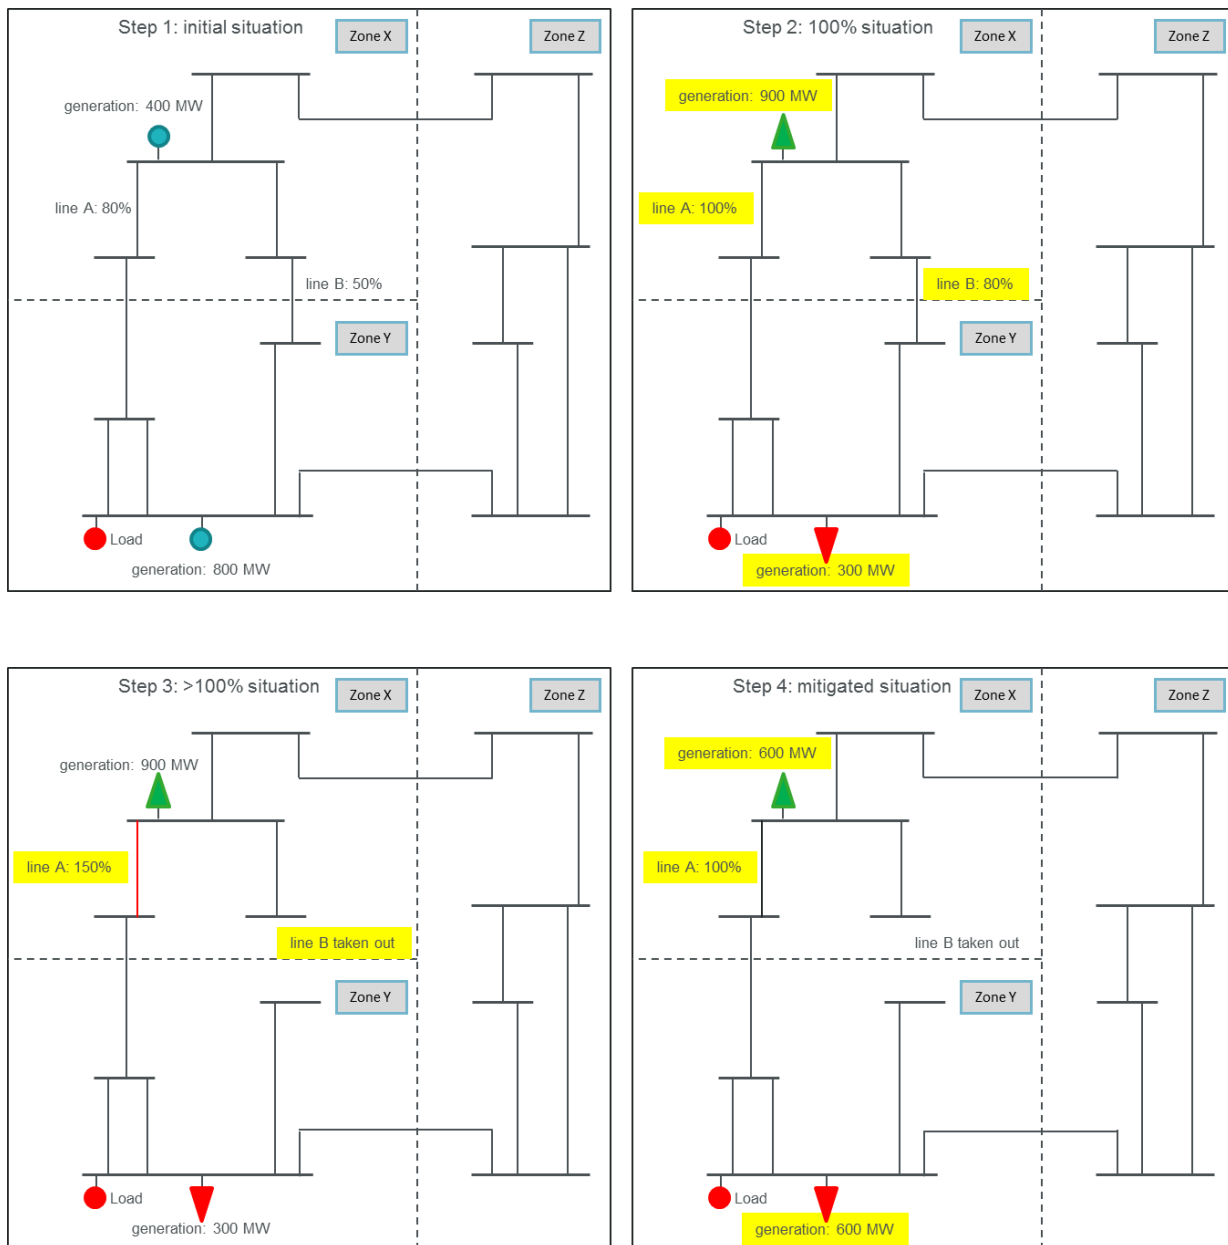 Step 1: initial situation
Zone X
Zone Z
generation: 400 MW
line A: 80%
line B: 50%
Zone Y
Load
generation: 800 MW
Step 2: 100% situation
Zone X
Zone Z
generation: 900 MW
line A: 100%
line B: 80%
Zone Y
Load
generation: 300 MW
Step 3: >100% situation
Zone X
Zone Z
generation: 900 MW
line A: 150%
line B taken out
Zone Y
Load
generation: 300 MW
Step 4: mitigated situation
Zone X
Zone Z
generation: 600 MW
line A: 100%
line B taken out
Zone Y
Load
generation: 600 MW